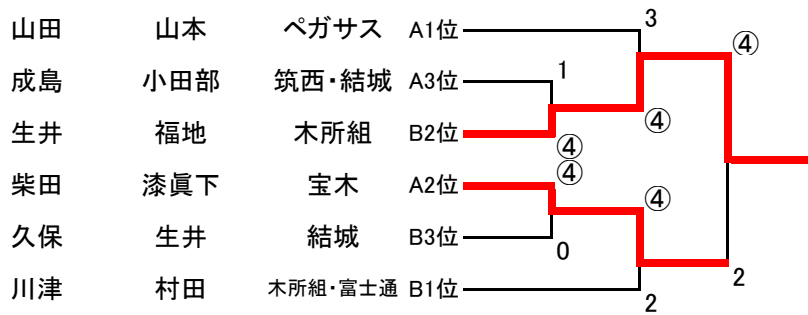 山田 山本 ペガサス A1位 3
④
成島 小田部 筑西・結城 A3位 1
④
生井 福地 木所組 B2位 ④
柴田 漆眞下 宝木 A2位 ④
④
久保 生井 結城 B3位 0
2
川津 村田 木所組・富士通 B1位 2